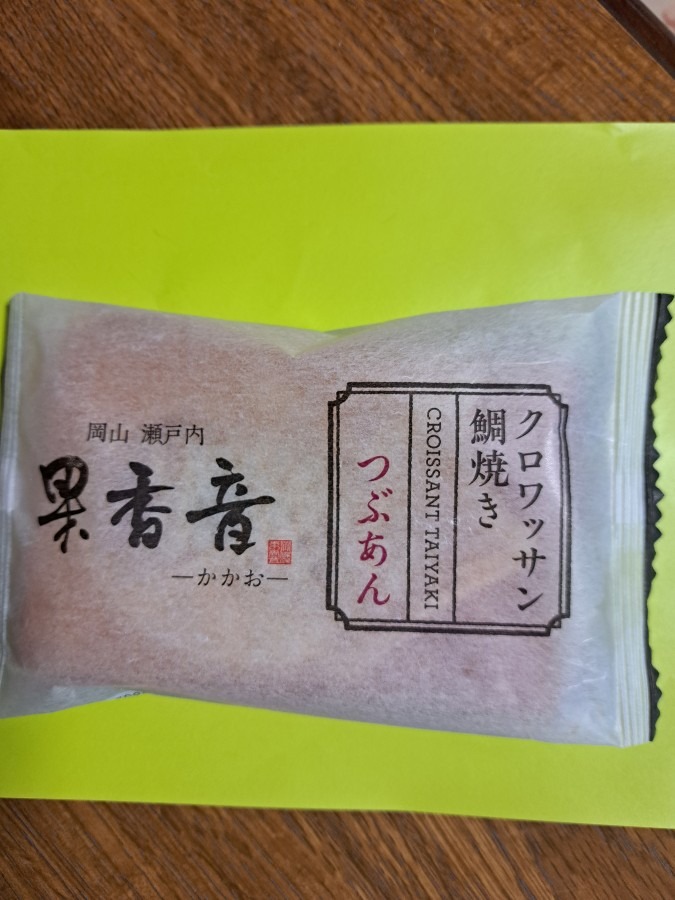 岡山 瀬戸内
果香音
―かかお―
クロワッサン
鯛焼き
CROISSANT TAIYAKI
つぶあん